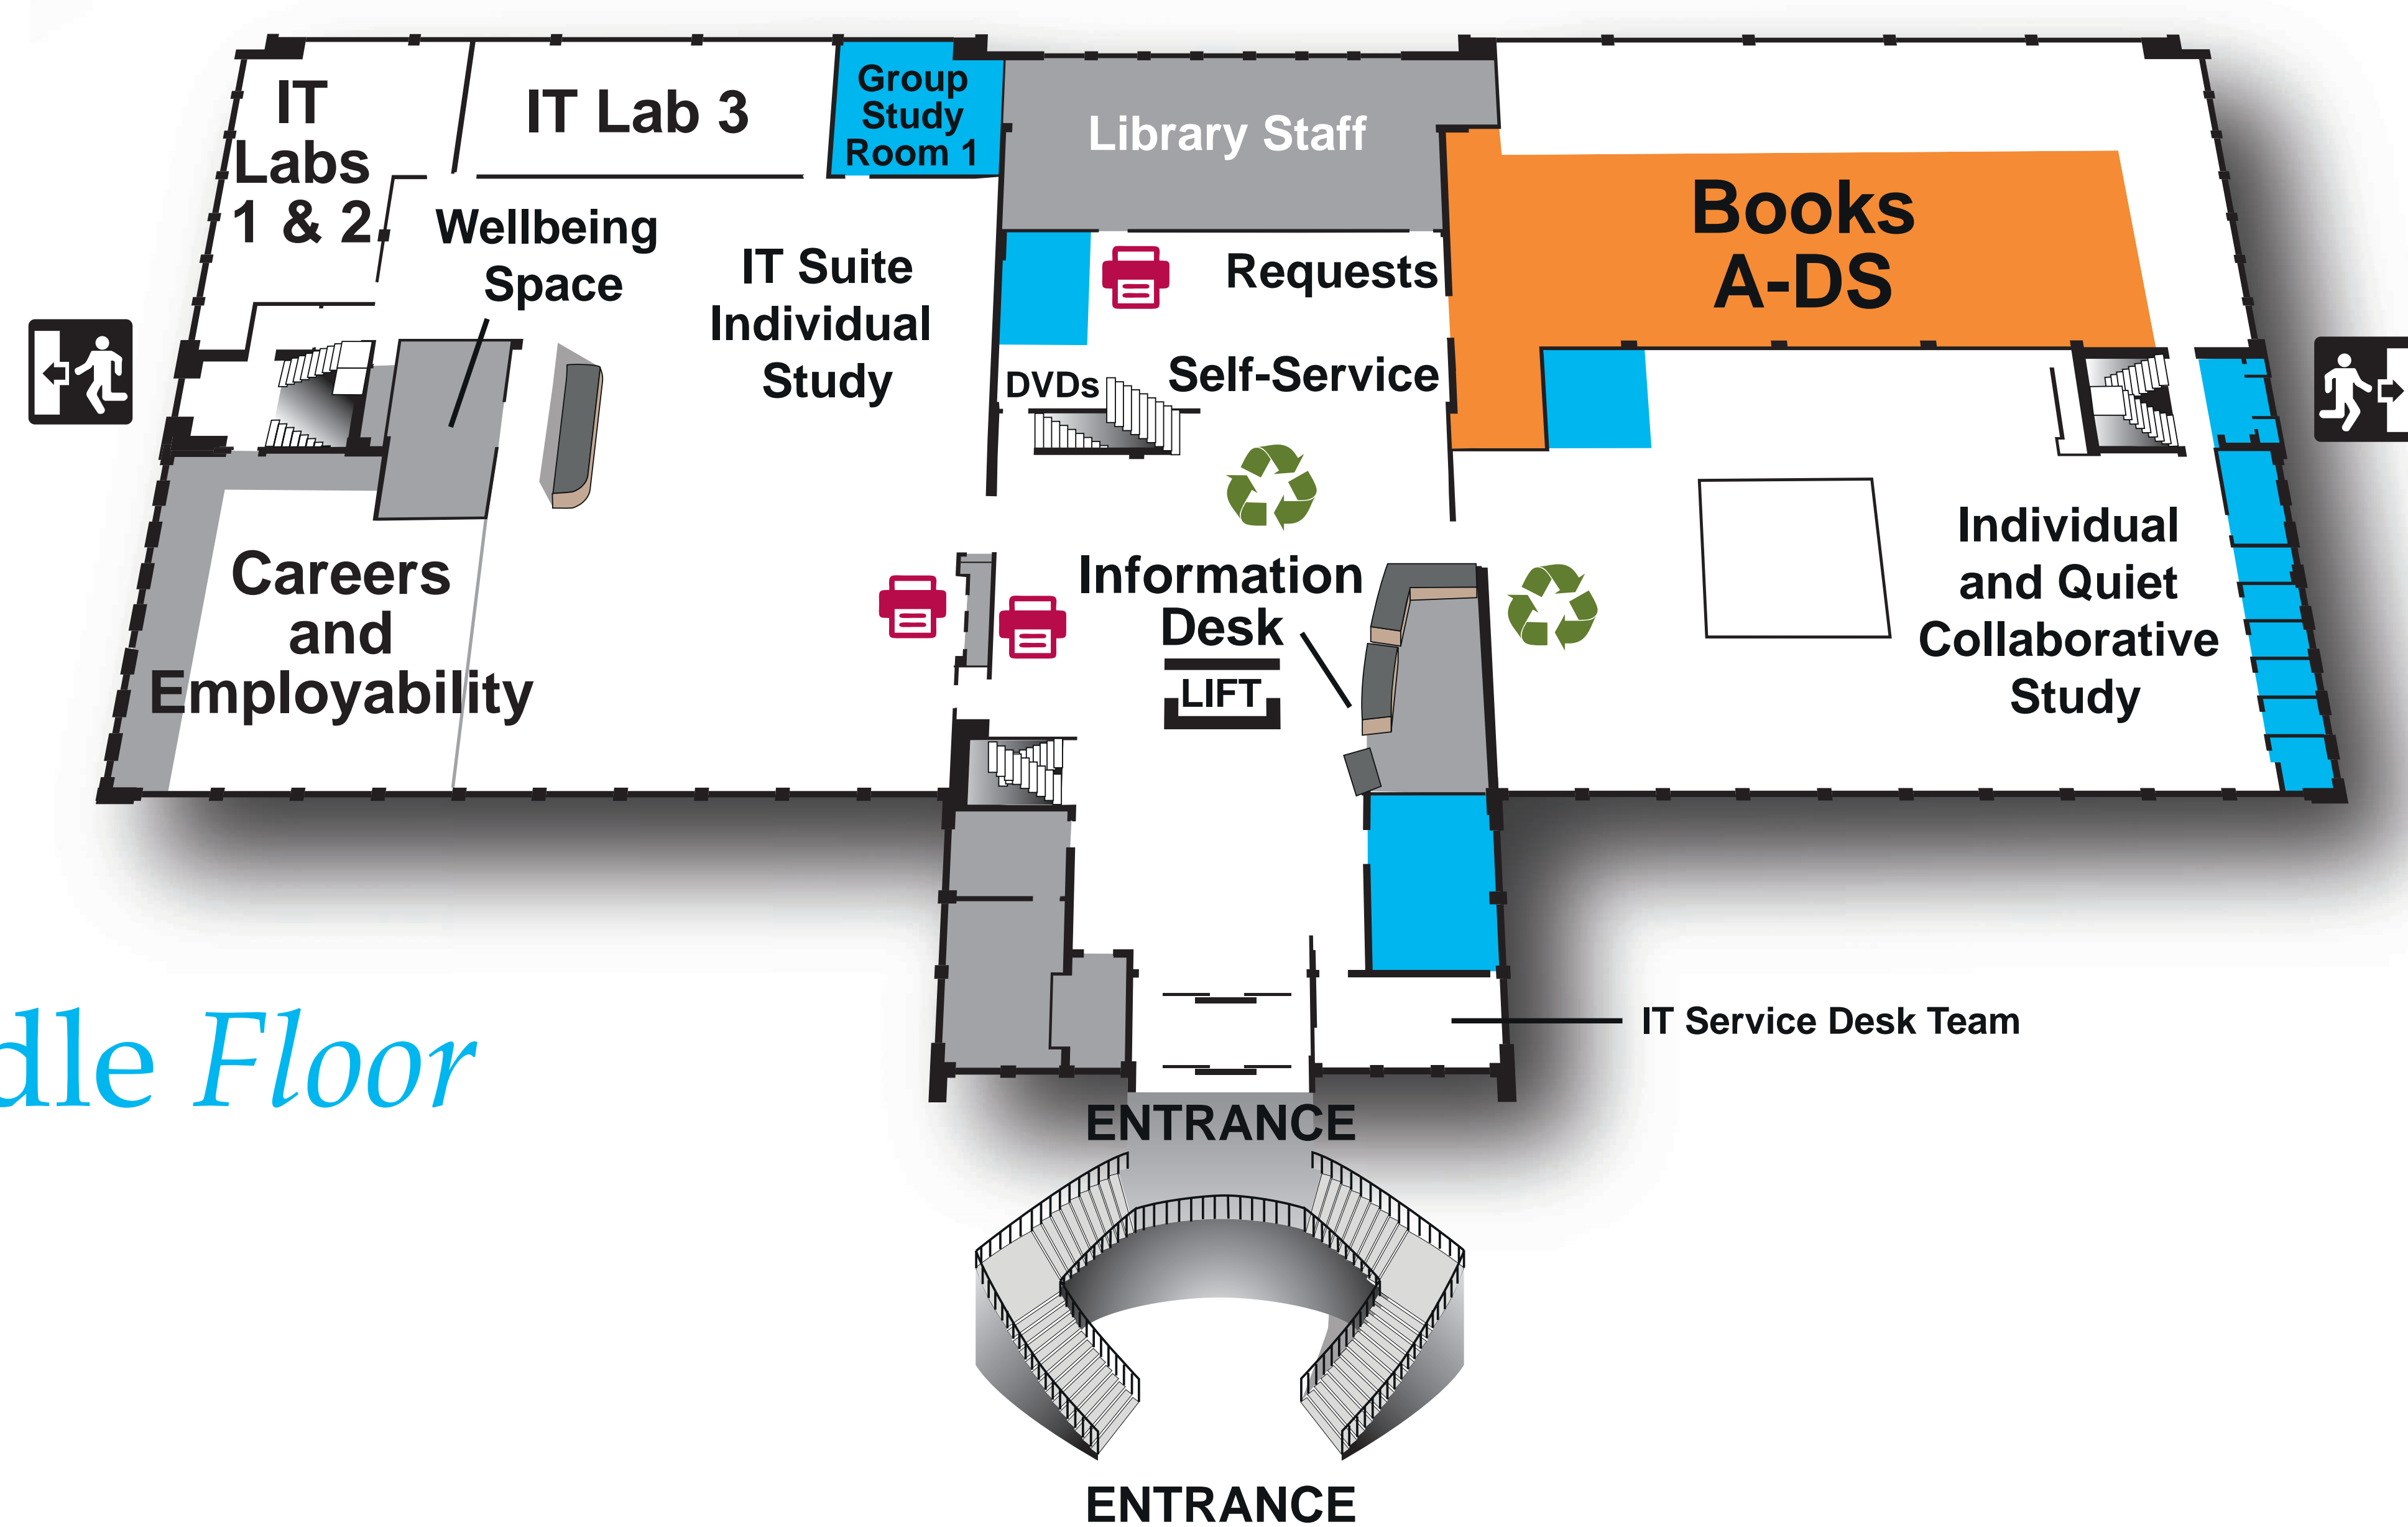 IT
Labs
1 & 2
IT Lab 3
Group
Study
Room 1
Library Staff
Books
A-DS
Wellbeing
Space
IT Suite
Individual
Study
Requests
Self-Service
DVDs
Careers
and
Employability
Information
Desk
LIFT
Individual
and Quiet
Collaborative
Study
IT Service Desk Team
dle Floor
ENTRANCE
ENTRANCE